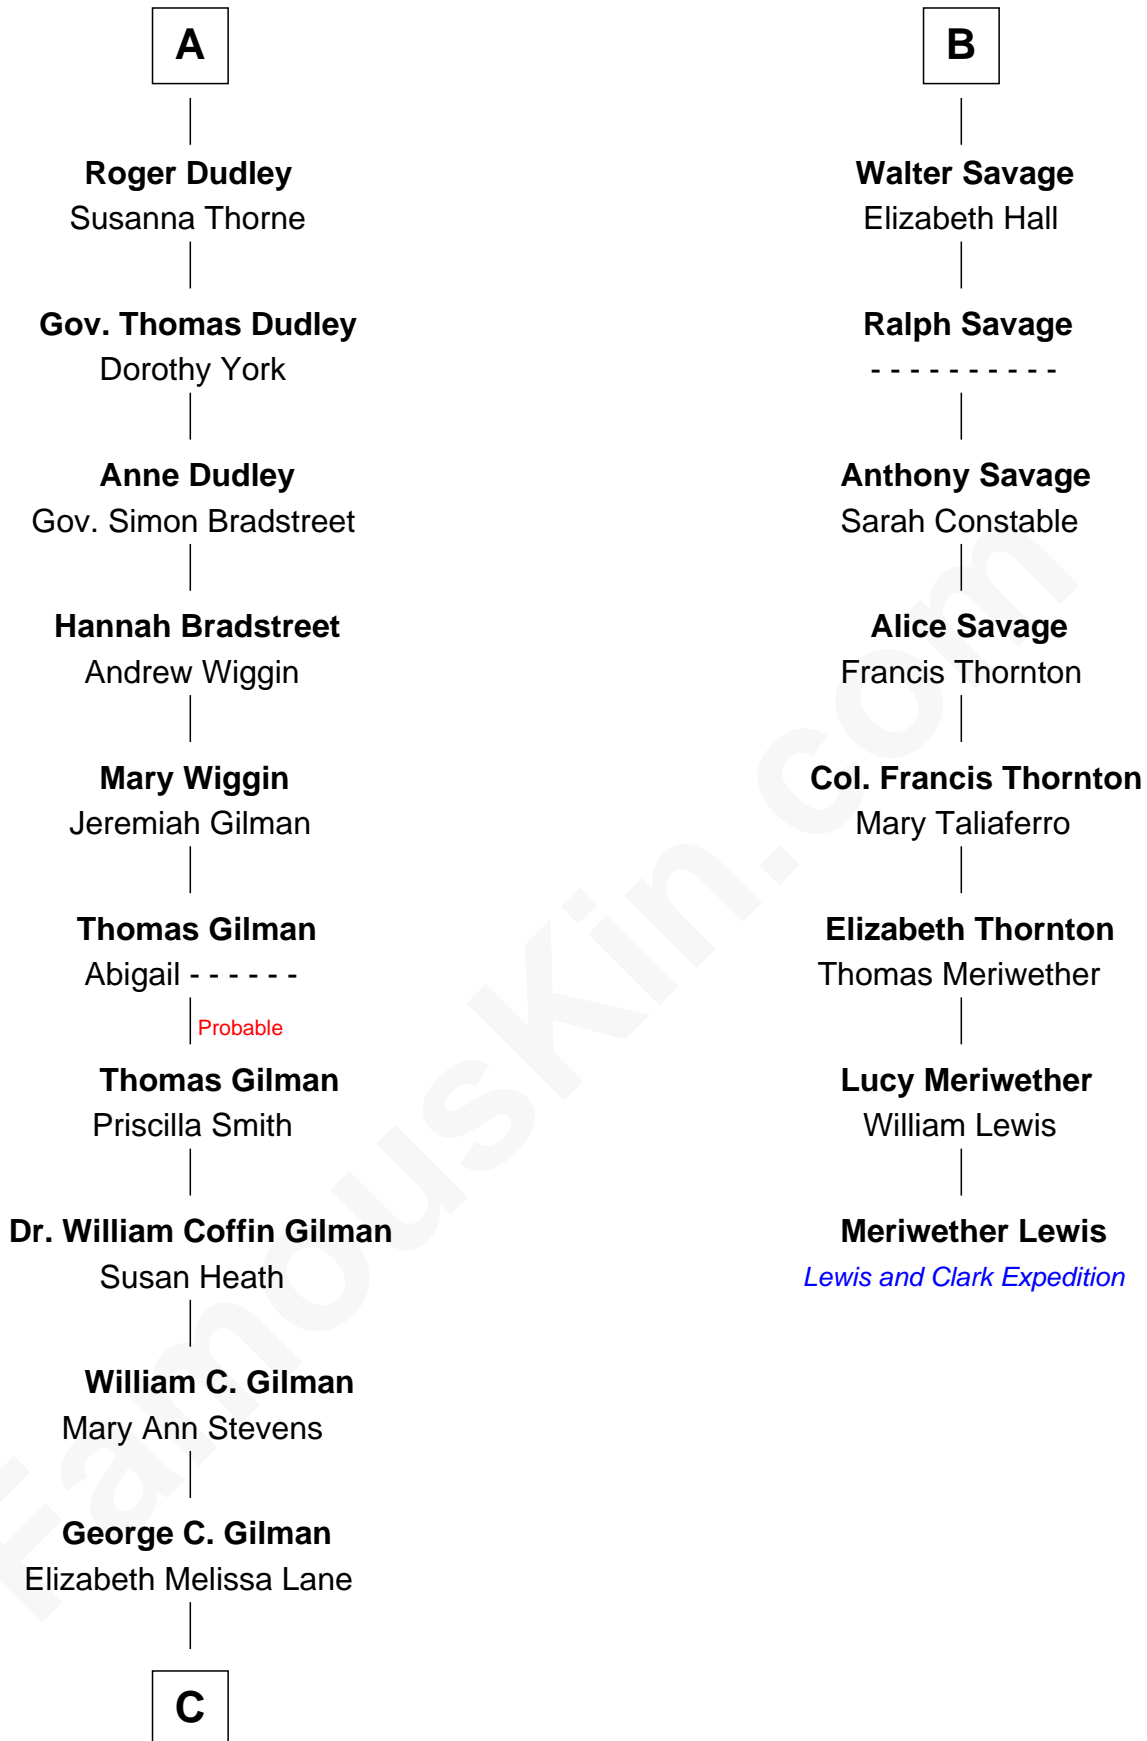 A
Roger Dudley
Susanna Thorne
Gov. Thomas Dudley
Dorothy York
Anne Dudley
Gov. Simon Bradstreet
Hannah Bradstreet
Andrew Wiggin
Mary Wiggin
Jeremiah Gilman
Thomas Gilman
Abigail - - - - - -
Probable
Thomas Gilman
Priscilla Smith
Dr. William Coffin Gilman
Susan Heath
William C. Gilman
Mary Ann Stevens
George C. Gilman
Elizabeth Melissa Lane
C
B
Walter Savage
Elizabeth Hall
Ralph Savage
- - - - - - - - - -
Anthony Savage
Sarah Constable
Alice Savage
Francis Thornton
Col. Francis Thornton
Mary Taliaferro
Elizabeth Thornton
Thomas Meriwether
Lucy Meriwether
William Lewis
Meriwether Lewis
Lewis and Clark Expedition
FamousKin.com